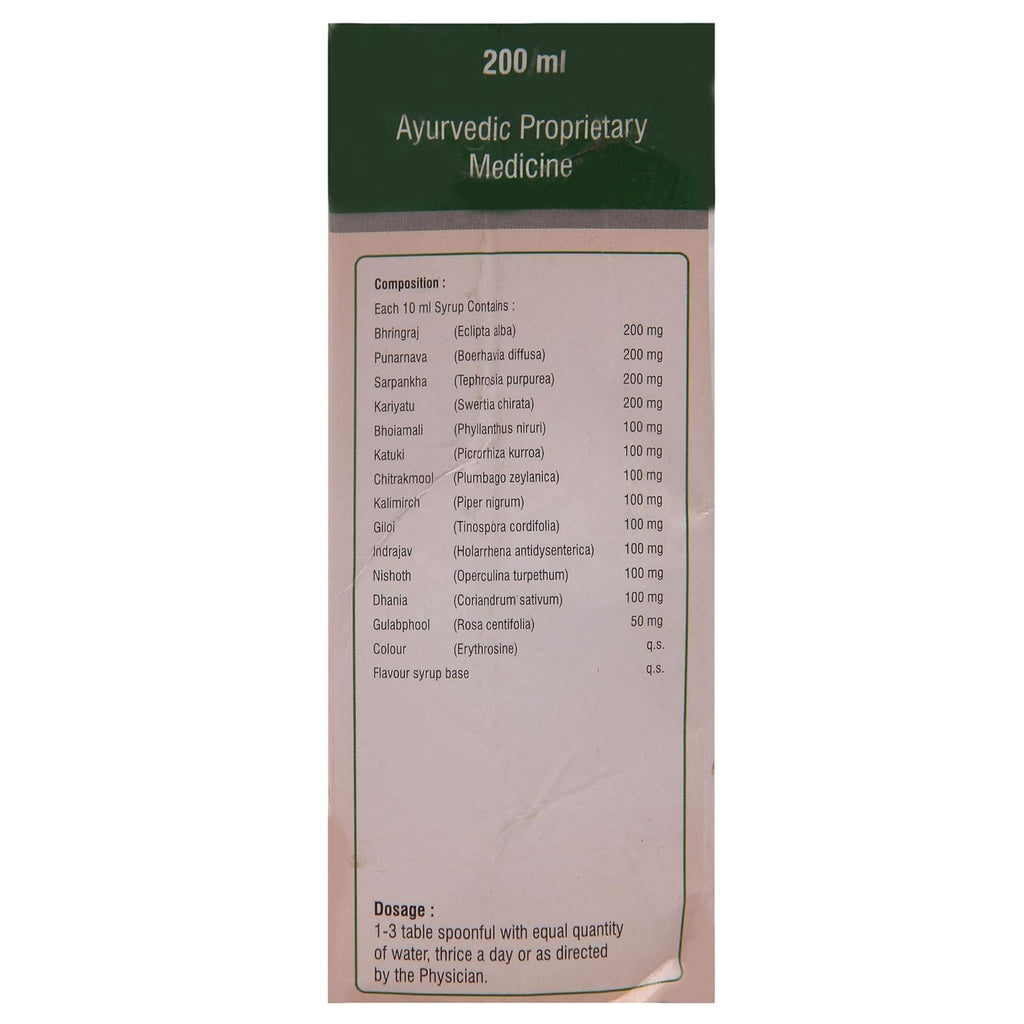 200 ml
Ayurvedic Proprietary
Medicine
Composition :
Each 10 ml Syrup Contains :
Bhringraj (Eclipta alba) 200 mg
Punarnava (Boerhavia diffusa) 200 mg
Sarpankha (Tephrosia purpurea) 200 mg
Kariyatu (Swertia chirata) 200 mg
Bhoiamali (Phyllanthus niruri) 100 mg
Katuki (Picrorhiza kurroa) 100 mg
Chitrakmool (Plumbago zeylanica) 100 mg
Kalimirch (Piper nigrum) 100 mg
Giloi (Tinospora cordifolia) 100 mg
Indrajav (Holarrhena antidysenterica) 100 mg
Nishoth (Operculina turpethum) 100 mg
Dhania (Coriandrum sativum) 100 mg
Gulabphool (Rosa centifolia) 50 mg
Colour (Erythrosine) q.s.
Flavour syrup base q.s.
Dosage :
1-3 table spoonful with equal quantity
of water, thrice a day or as directed
by the Physician.